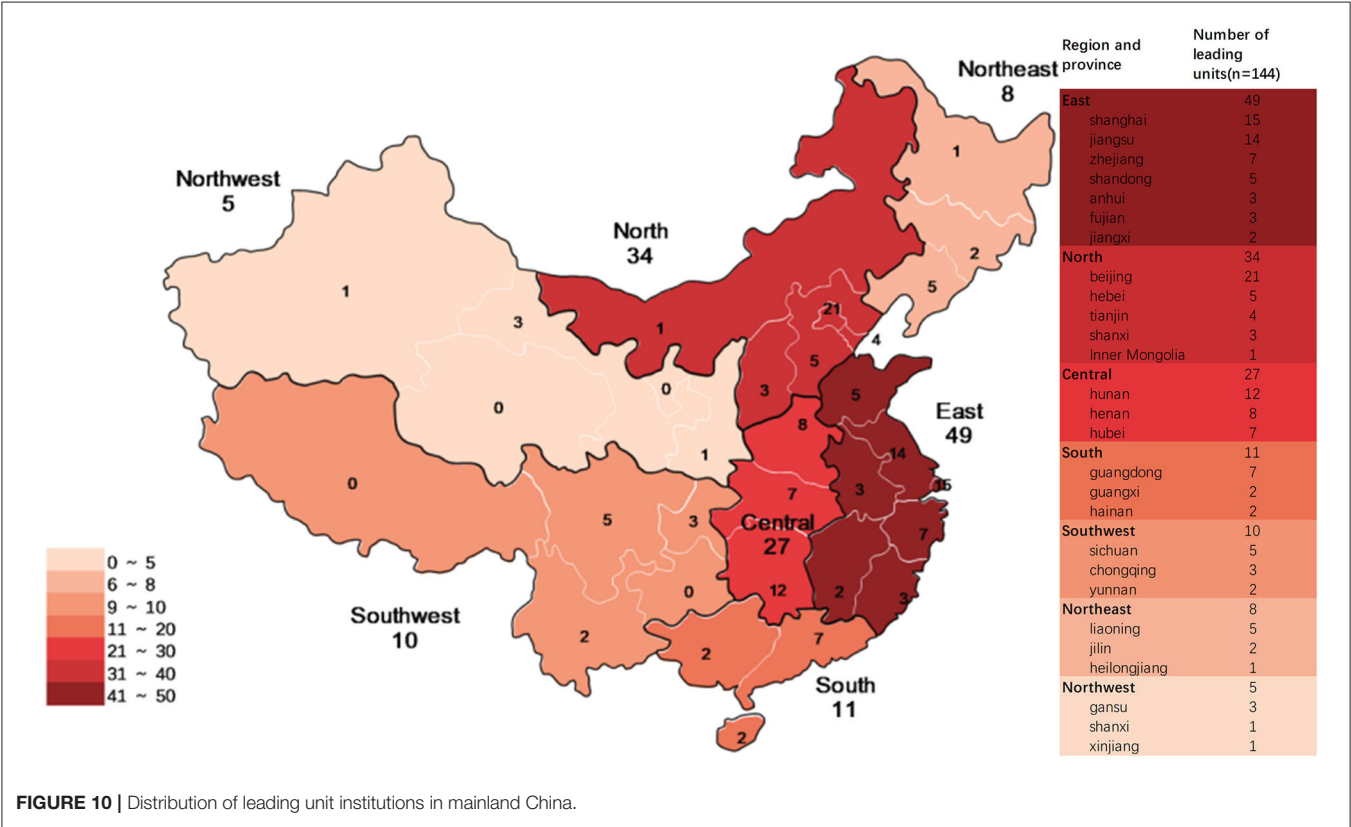 Northwest
5
North
34
Northeast
8
East
49
Central
27
Southwest
10
South
11
1
3
0
0
1
1
21
5
3
4
1
2
5
5
14
15
3
7
2
3
8
7
12
0
5
3
0
2
2
7
2
0 ~ 5
6 ~ 8
9 ~ 10
11 ~ 20
21 ~ 30
31 ~ 40
41 ~ 50
Region and province Number of leading units(n=144)
East 49
shanghai 15
jiangsu 14
zhejiang 7
shandong 5
anhui 3
fujian 3
jiangxi 2
North 34
beijing 21
hebei 5
tianjin 4
shanxi 3
Inner Mongolia 1
Central 27
hunan 12
henan 8
hubei 7
South 11
guangdong 7
guangxi 2
hainan 2
Southwest 10
sichuan 5
chongqing 3
yunnan 2
Northeast 8
liaoning 5
jilin 2
heilongjiang 1
Northwest 5
gansu 3
shanxi 1
xinjiang 1
FIGURE 10 | Distribution of leading unit institutions in mainland China.